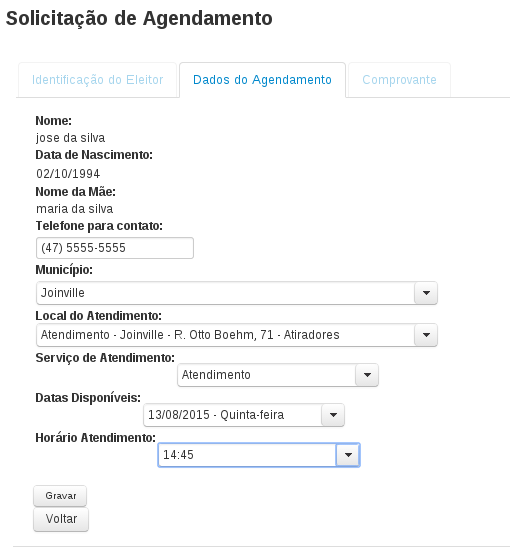 Solicitação de Agendamento
Identificação do Eleitor Dados do Agendamento Comprovante
Nome:
jose da silva
Data de Nascimento:
02/10/1994
Nome da Mãe:
maria da silva
Telefone para contato:
(47) 5555-5555
Município:
Joinville
Local do Atendimento:
Atendimento - Joinville - R. Otto Boehm, 71 - Atiradores
Serviço de Atendimento:
Atendimento
Datas Disponíveis:
13/08/2015 - Quinta-feira
Horário Atendimento:
14:45
Gravar
Voltar